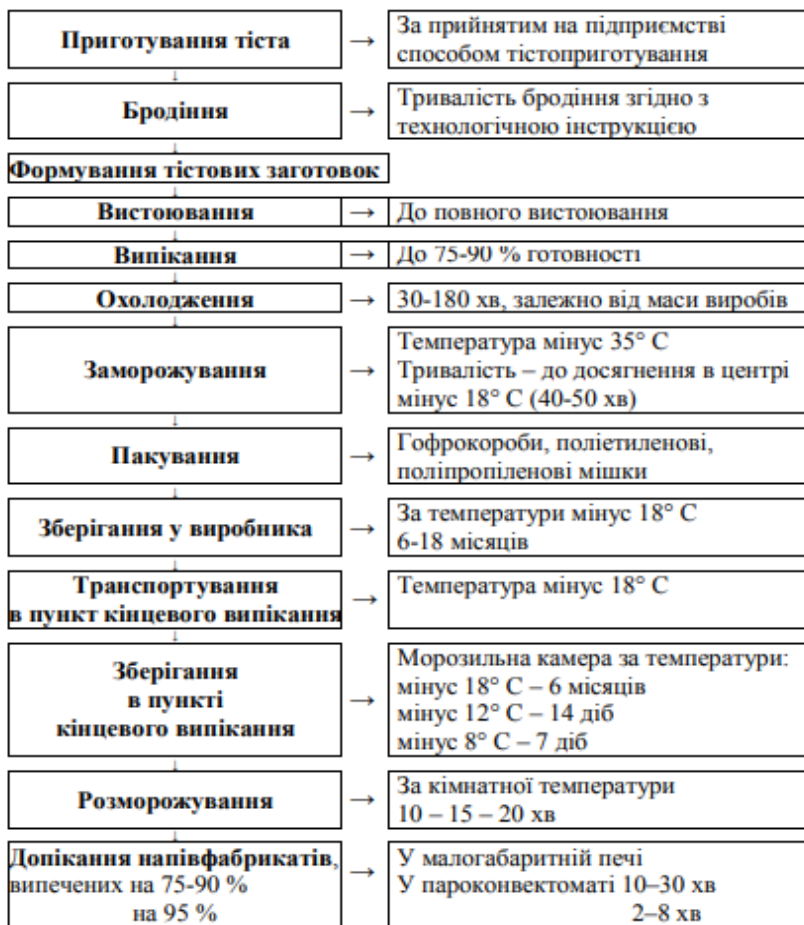 Приготування тіста → За прийнятим на підприємстві
способом тістоприготування
↓
Бродіння → Тривалість бродіння згідно з
технологічною інструкцією
↓
Формування тістових заготовок
↓
Вистоювання → До повного вистоювання
↓
Випікання → До 75-90 % готовності
↓
Охолодження → 30-180 хв, залежно від маси виробів
↓
Заморожування → Температура мінус 35° С
Тривалість – до досягнення в центрі
мінус 18° С (40-50 хв)
↓
Пакування → Гофрокороби, поліетиленові,
поліпропіленові мішки
↓
Зберігання у виробника → За температури мінус 18° С
6-18 місяців
↓
Транспортування
в пункт кінцевого випікання → Температура мінус 18° С
↓
Зберігання
в пункті
кінцевого випікання → Морозильна камера за температури:
мінус 18° С – 6 місяців
мінус 12° С – 14 діб
мінус 8° С – 7 діб
↓
Розморожування → За кімнатної температури
10 – 15 – 20 хв
↓
Допікання напівфабрикатів,
випечених на 75-90 %
на 95 % → У малогабаритній печі
У пароконвектоматі 10–30 хв
2–8 хв